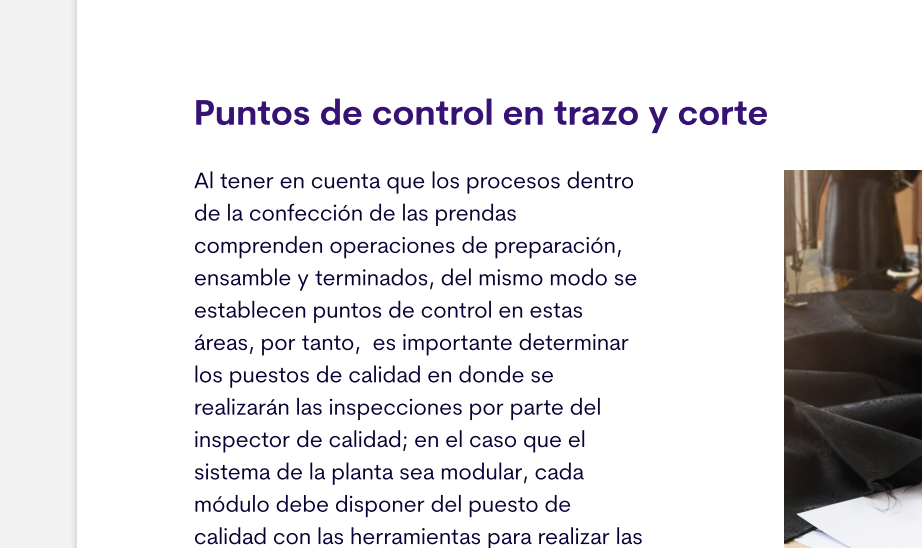 Puntos de control en trazo y corte
Al tener en cuenta que los procesos dentro
de la confección de las prendas
comprenden operaciones de preparación,
ensamble y terminados, del mismo modo se
establecen puntos de control en estas
áreas, por tanto,  es importante determinar
los puestos de calidad en donde se
realizarán las inspecciones por parte del
inspector de calidad; en el caso que el
sistema de la planta sea modular, cada
módulo debe disponer del puesto de
calidad con las herramientas para realizar las